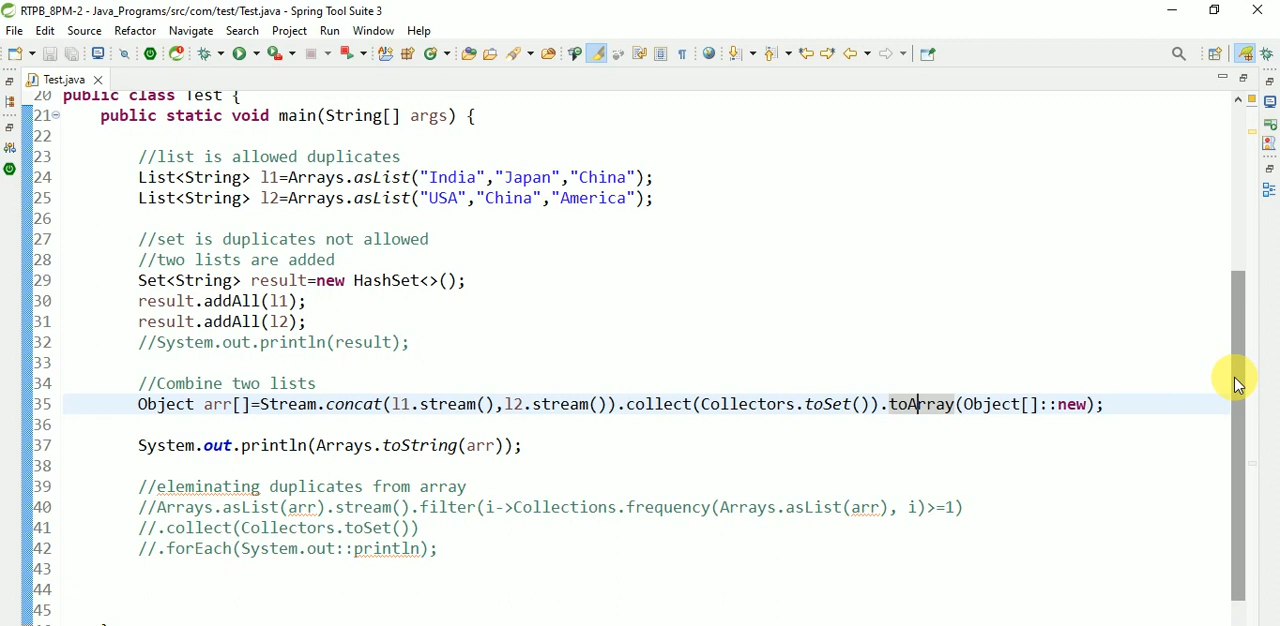 RTPB_8PM-2 - Java_Programs/src/com/test/Test.java - Spring Tool Suite 3
File Edit Source Refactor Navigate Search Project Run Window Help
Test.java
20 public class Test {
21 public static void main(String[] args) {
22
23 //list is allowed duplicates
24 List<String> l1=Arrays.asList("India","Japan","China");
25 List<String> l2=Arrays.asList("USA","China","America");
26
27 //set is duplicates not allowed
28 //two lists are added
29 Set<String> result=new HashSet<>();
30 result.addAll(l1);
31 result.addAll(l2);
32 //System.out.println(result);
33
34 //Combine two lists
35 Object arr[]=Stream.concat(l1.stream(),l2.stream()).collect(Collectors.toSet()).toArray(Object[]::new);
36
37 System.out.println(Arrays.toString(arr));
38
39 //eleminating duplicates from array
40 //Arrays.asList(arr).stream().filter(i->Collections.frequency(Arrays.asList(arr), i)>=1)
41 //.collect(Collectors.toSet())
42 //.forEach(System.out::println);
43
44
45